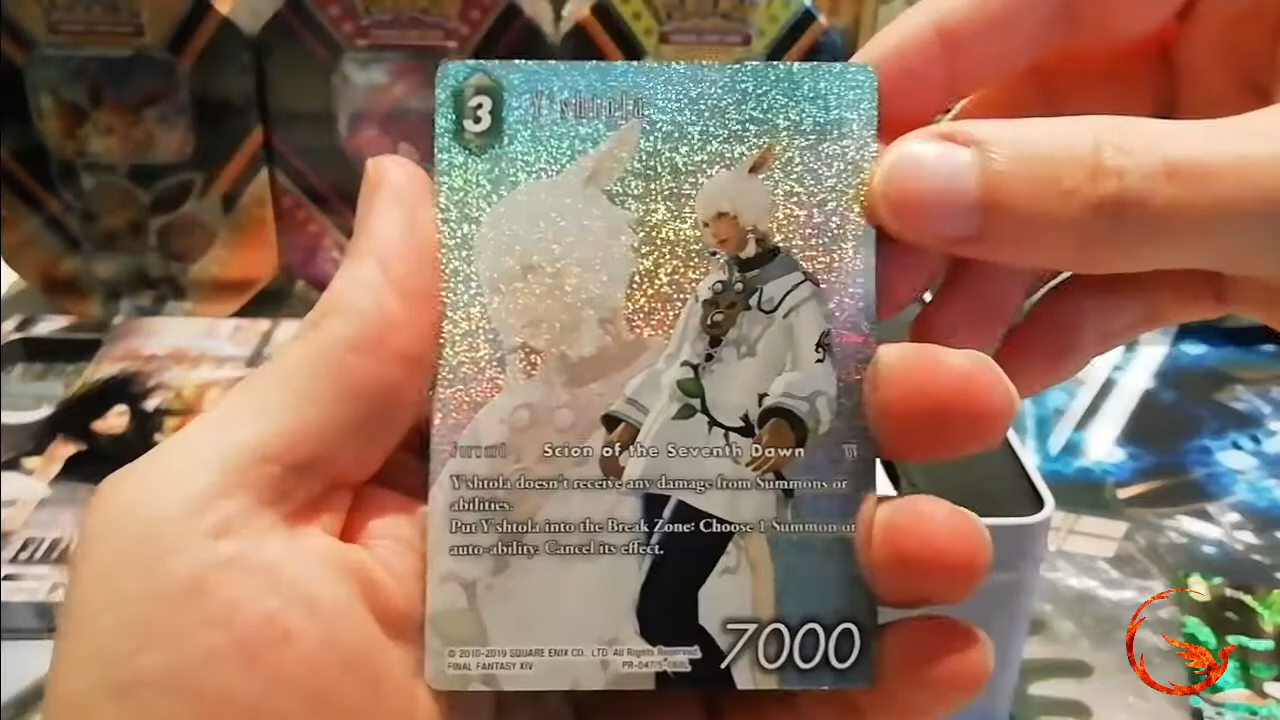 3 Y'shtola
Forward Scion of the Seventh Dawn
Y'shtola doesn't receive any damage from Summons or
abilities.
Put Y'shtola into the Break Zone: Choose 1 Summon or
auto-ability. Cancel its effect.
7000
© 2010-2019 SQUARE ENIX CO., LTD. All Rights Reserved.
FINAL FANTASY XIV